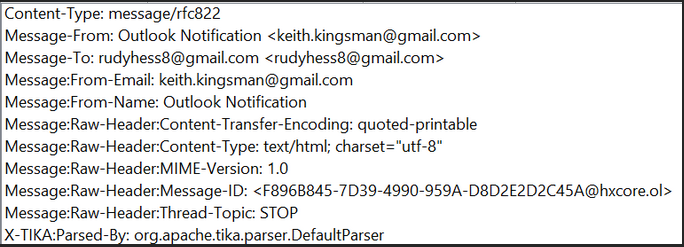 Content-Type: message/rfc822
Message-From: Outlook Notification <keith.kingsman@gmail.com>
Message-To: rudyhess8@gmail.com <rudyhess8@gmail.com>
Message:From-Email: keith.kingsman@gmail.com
Message:From-Name: Outlook Notification
Message:Raw-Header:Content-Transfer-Encoding: quoted-printable
Message:Raw-Header:Content-Type: text/html; charset="utf-8"
Message:Raw-Header:MIME-Version: 1.0
Message:Raw-Header:Message-ID: <F896B845-7D39-4990-959A-D8D2E2D2C45A@hxcore.ol>
Message:Raw-Header:Thread-Topic: STOP
X-TIKA:Parsed-By: org.apache.tika.parser.DefaultParser